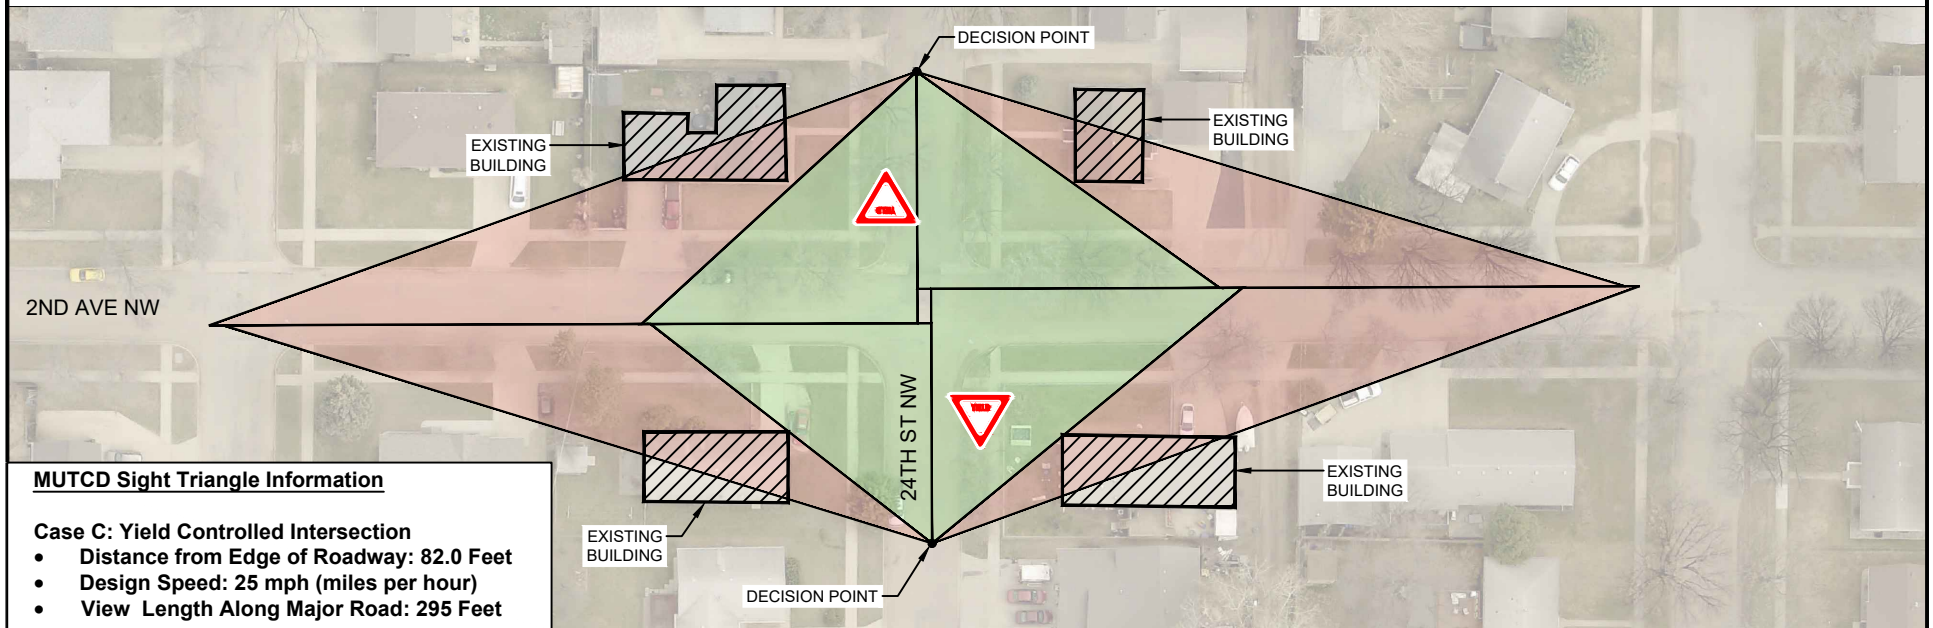 DECISION POINT
EXISTING
BUILDING
EXISTING
BUILDING
2ND AVE NW
24TH ST NW
YIELD
YIELD
EXISTING
BUILDING
EXISTING
BUILDING
DECISION POINT
MUTCD Sight Triangle Information
Case C: Yield Controlled Intersection
• Distance from Edge of Roadway: 82.0 Feet
• Design Speed: 25 mph (miles per hour)
• View Length Along Major Road: 295 Feet